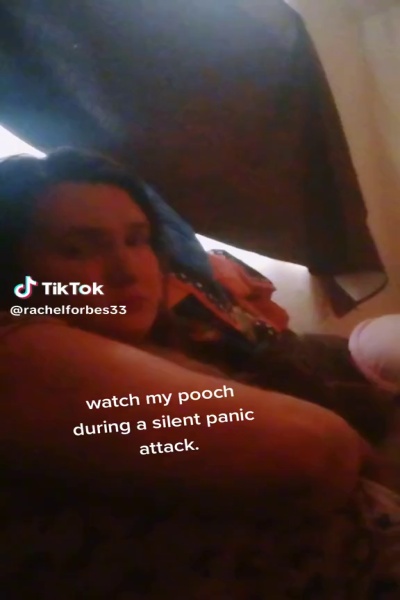 TikTok
@rachelforbes33
watch my pooch
during a silent panic
attack.